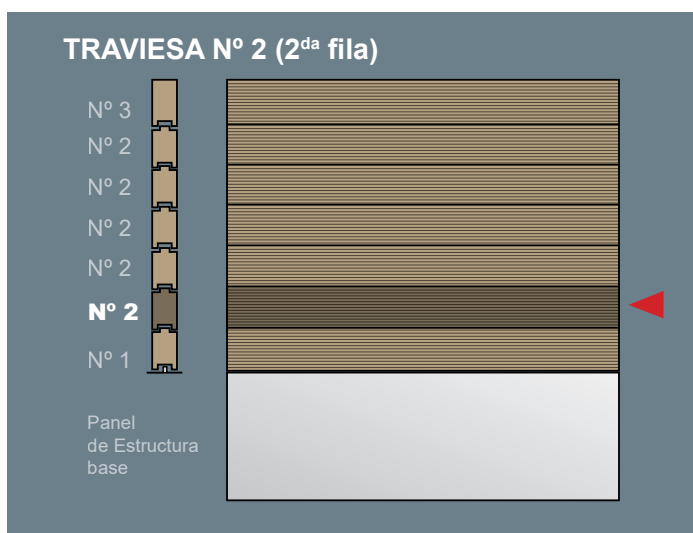 TRAVIESA Nº 2 (2da fila)
Nº 3
Nº 2
Nº 2
Nº 2
Nº 2
Nº 2
Nº 1
Panel
de Estructura
base